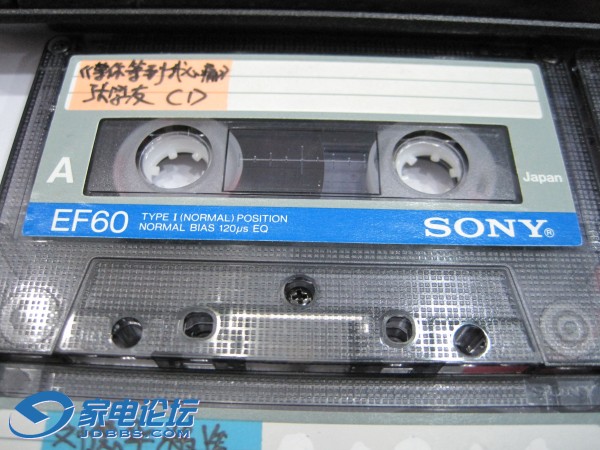 《等你等到我心痛》
张学友 (1)
A
Japan
EF60 TYPE I (NORMAL) POSITION
NORMAL BIAS 120µs EQ
SONY®
家电论坛
JDBBS.COM